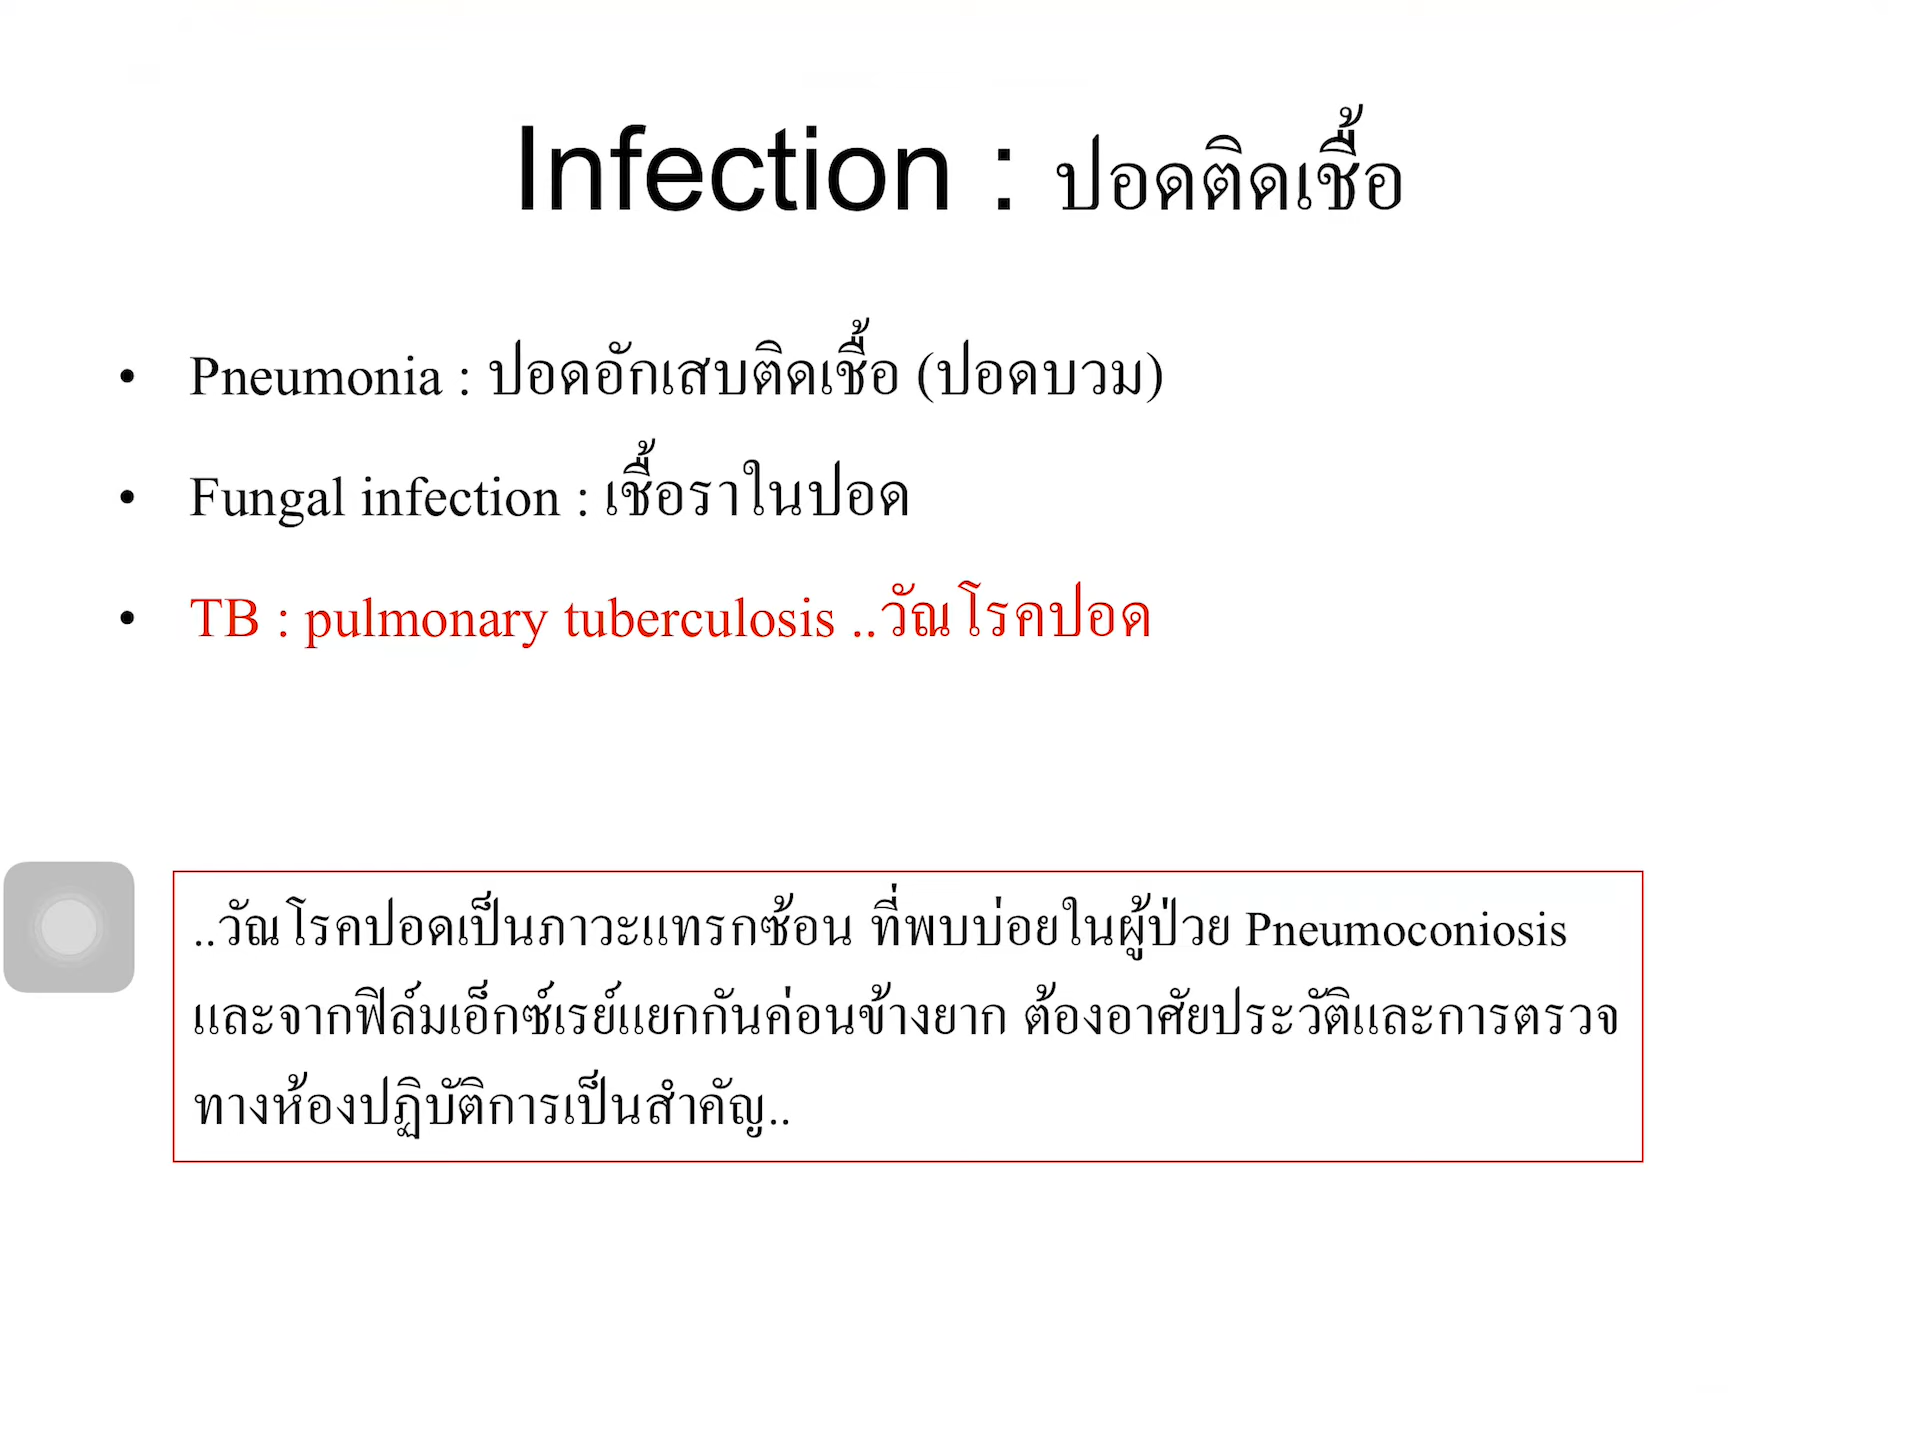 Infection : ปอดติดเชื้อ
• Pneumonia : ปอดอักเสบติดเชื้อ (ปอดบวม)
• Fungal infection : เชื้อราในปอด
• TB : pulmonary tuberculosis ..วัณโรคปอด
..วัณโรคปอดเป็นภาวะแทรกซ้อน ที่พบบ่อยในผู้ป่วย Pneumoconiosis
และจากฟิล์มเอ็กซ์เรย์แยกกันค่อนข้างยาก ต้องอาศัยประวัติและการตรวจ
ทางห้องปฏิบัติการเป็นสำคัญ..